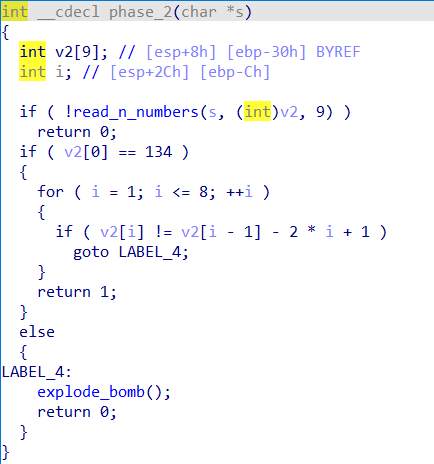 int __cdecl phase_2(char *s)
{
int v2[9]; // [esp+8h] [ebp-30h] BYREF
int i; // [esp+2Ch] [ebp-Ch]
if ( !read_n_numbers(s, (int)v2, 9) )
return 0;
if ( v2[0] == 134 )
{
for ( i = 1; i <= 8; ++i )
{
if ( v2[i] != v2[i - 1] - 2 * i + 1 )
goto LABEL_4;
}
return 1;
}
else
{
LABEL_4:
explode_bomb();
return 0;
}
}